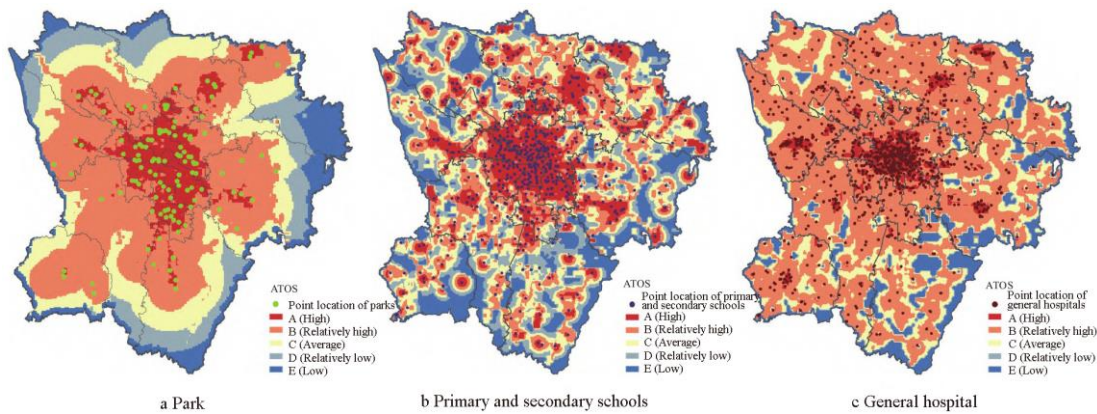 ATOS
Point location of parks
A (High)
B (Relatively high)
C (Average)
D (Relatively low)
E (Low)
a Park
ATOS
Point location of primary
and secondary schools
A (High)
B (Relatively high)
C (Average)
D (Relatively low)
E (Low)
b Primary and secondary schools
ATOS
Point location of
general hospitals
A (High)
B (Relatively high)
C (Average)
D (Relatively low)
E (Low)
c General hospital